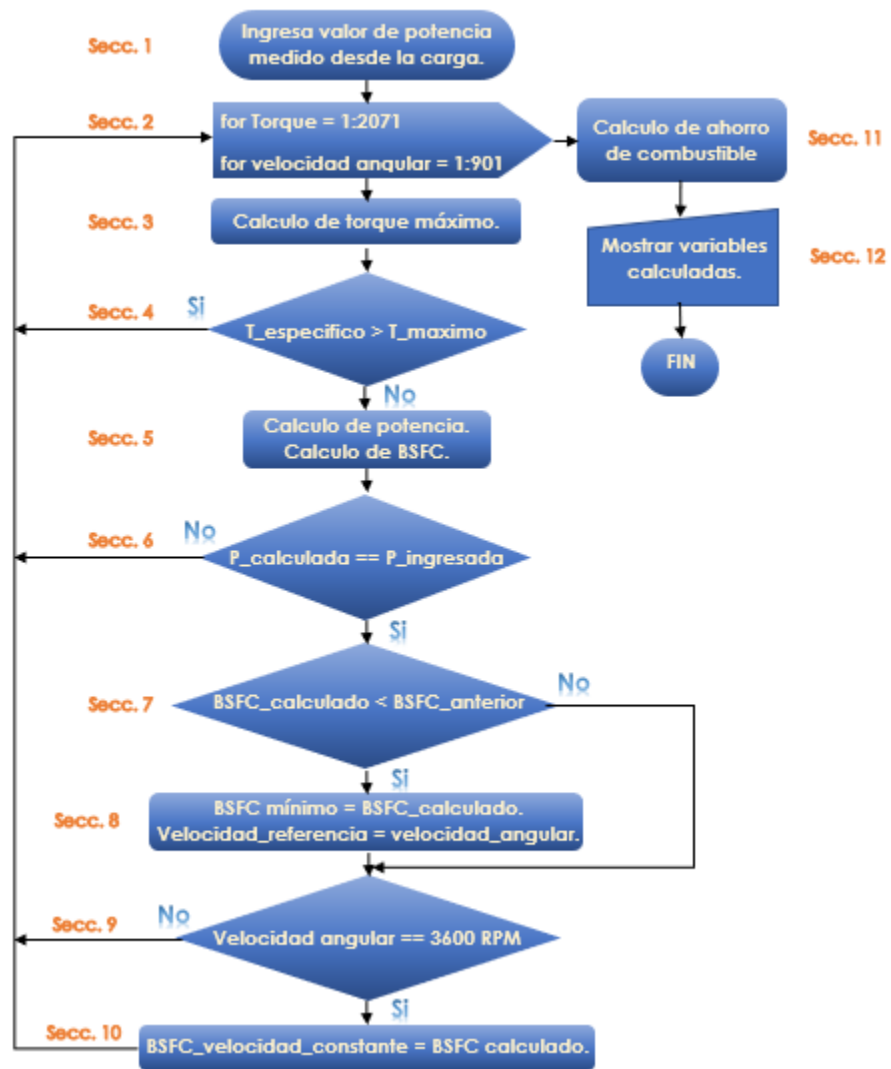 Secc. 1
Ingresa valor de potencia
medido desde la carga.
Secc. 2
for Torque = 1:2071
for velocidad angular = 1:901
Calculo de ahorro
de combustible
Secc. 11
Secc. 3
Calculo de torque máximo.
Mostrar variables
calculadas.
Secc. 12
Secc. 4
Si
T_especifico > T_maximo
No
FIN
Secc. 5
Calculo de potencia.
Calculo de BSFC.
Secc. 6
No
P_calculada == P_ingresada
Si
Secc. 7
BSFC_calculado < BSFC_anterior
No
Si
Secc. 8
BSFC mínimo = BSFC_calculado.
Velocidad_referencia = velocidad_angular.
Secc. 9
No
Velocidad angular == 3600 RPM
Si
Secc. 10
BSFC_velocidad_constante = BSFC calculado.